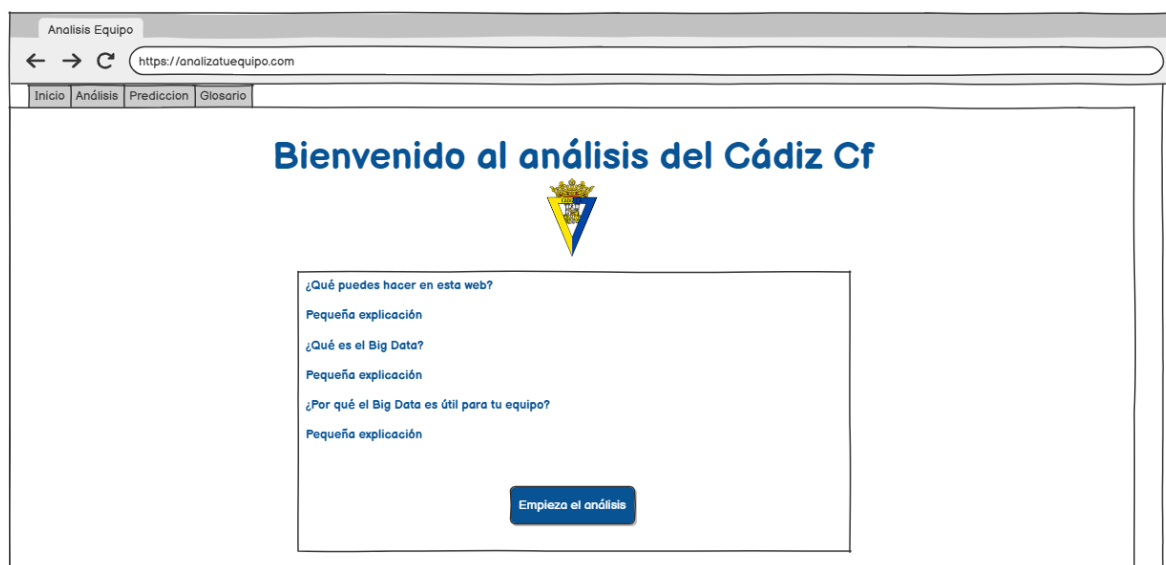 Analisis Equipo
https://analizatuequipo.com
Inicio Análisis Prediccion Glosario
Bienvenido al análisis del Cádiz Cf
¿Qué puedes hacer en esta web?
Pequeña explicación
¿Qué es el Big Data?
Pequeña explicación
¿Por qué el Big Data es útil para tu equipo?
Pequeña explicación
Empieza el análisis